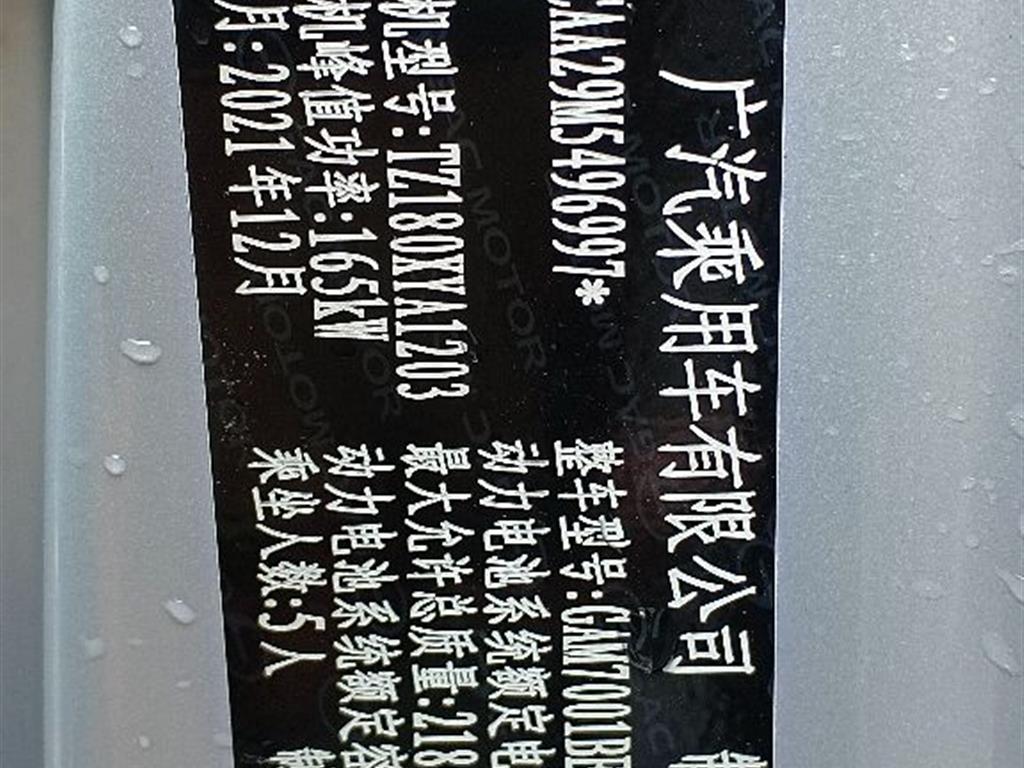 广汽乘用车有限公司
CAA29M5496997* 整车型号:GAM7001BE
动力电池系统额定电
机型号:TZ180XYA1203 最大允许总质量:218
机峰值功率:165kW 动力电池系统额定容
月:2021年12月 乘坐人数:5人